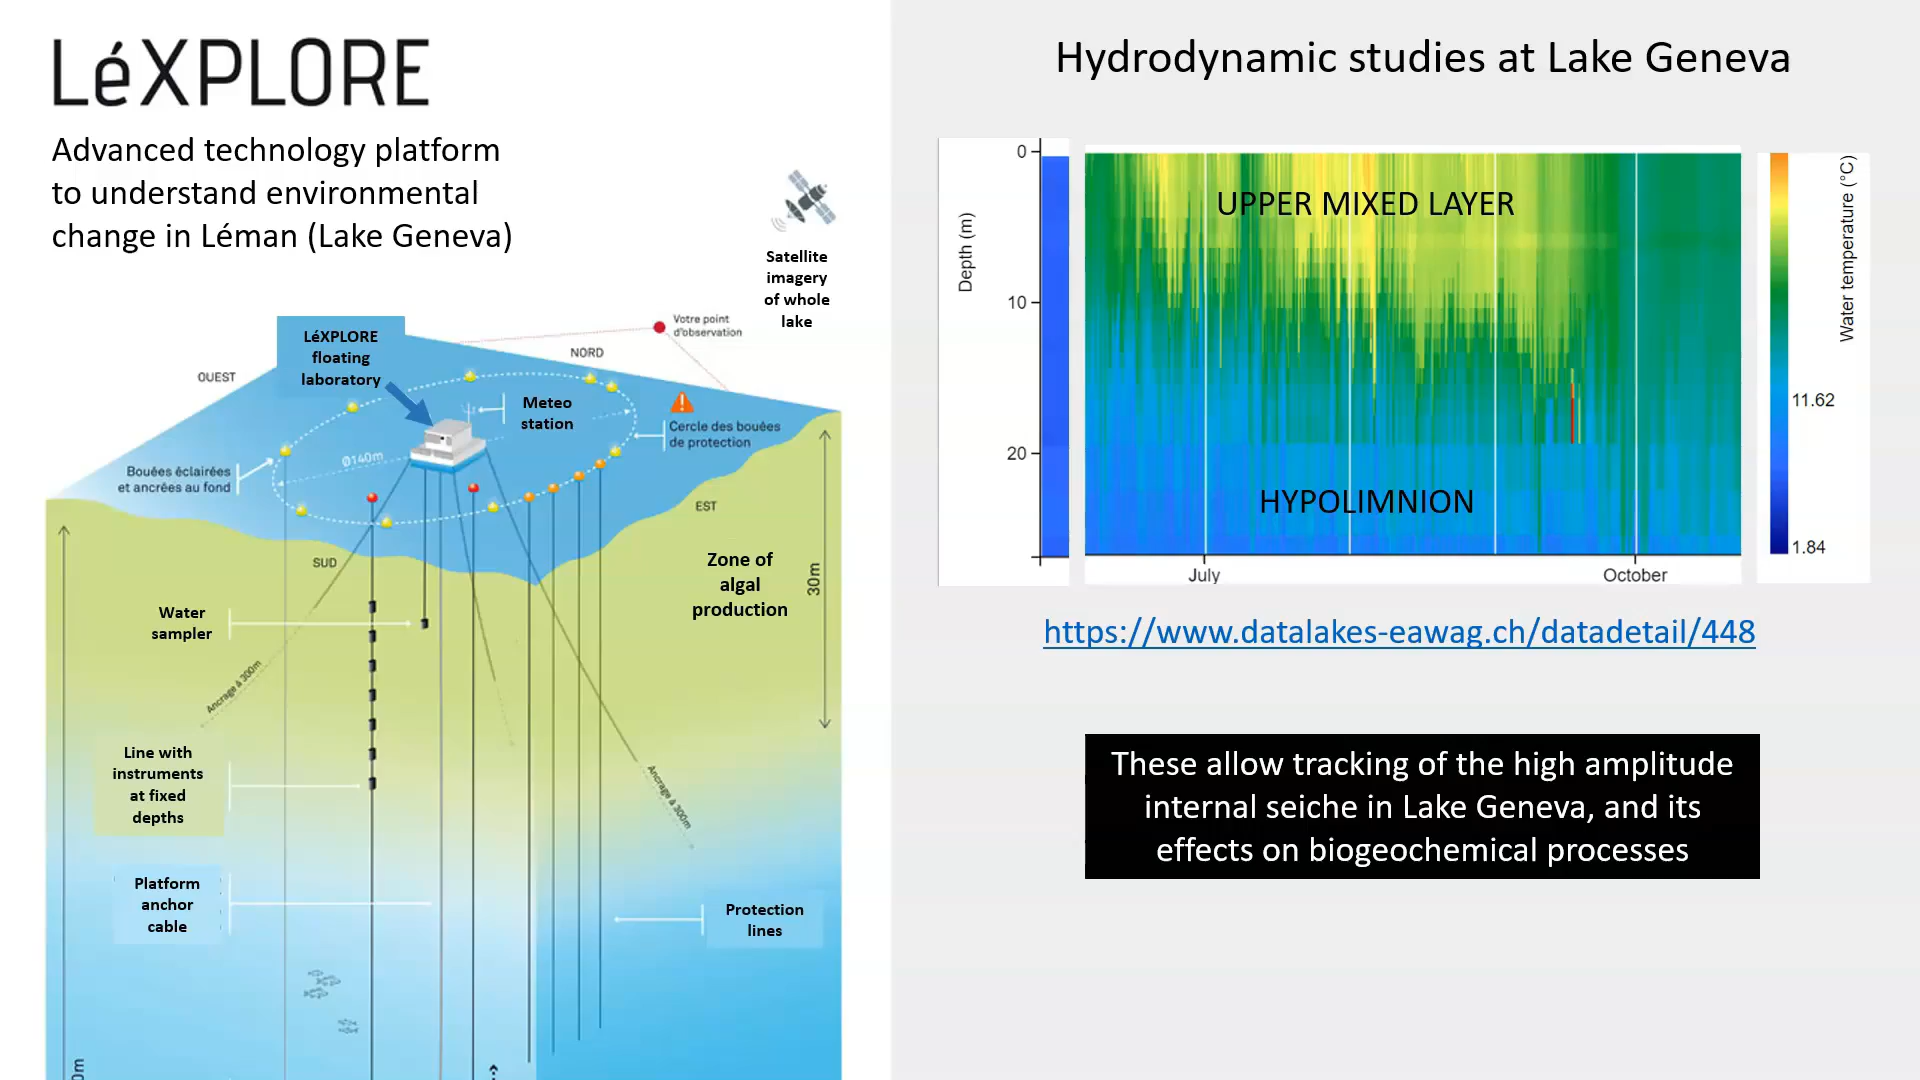 LéXPLORE
Advanced technology platform
to understand environmental
change in Léman (Lake Geneva)
Satellite
imagery
of whole
lake
Votre point
d'observation
LéXPLORE
floating
laboratory
NORD
OUEST
Meteo
station
Cercle des bouées
de protection
Ø140m
Bouées éclairées
et ancrées au fond
EST
SUD
Zone of
algal
production
30m
Water
sampler
Ancrage à 300m
Line with
instruments
at fixed
depths
Ancrage à 300m
Platform
anchor
cable
Protection
lines
Hydrodynamic studies at Lake Geneva
0
10
20
Depth (m)
UPPER MIXED LAYER
HYPOLIMNION
July
October
Water temperature (°C)
11.62
1.84
https://www.datalakes-eawag.ch/datadetail/448
These allow tracking of the high amplitude
internal seiche in Lake Geneva, and its
effects on biogeochemical processes